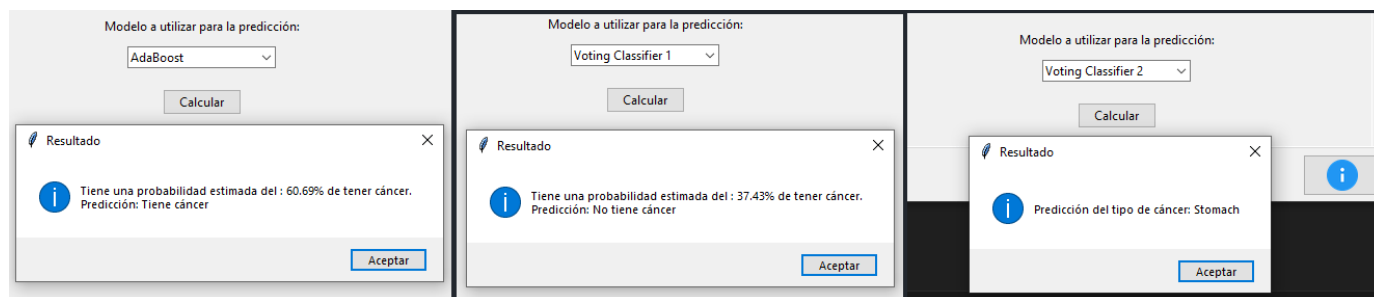 Modelo a utilizar para la predicción:
AdaBoost
Calcular
Resultado
Tiene una probabilidad estimada del : 60.69% de tener cáncer.
Predicción: Tiene cáncer
Aceptar
Modelo a utilizar para la predicción:
Voting Classifier 1
Calcular
Resultado
Tiene una probabilidad estimada del : 37.43% de tener cáncer.
Predicción: No tiene cáncer
Aceptar
Modelo a utilizar para la predicción:
Voting Classifier 2
Calcular
Resultado
Predicción del tipo de cáncer: Stomach
Aceptar